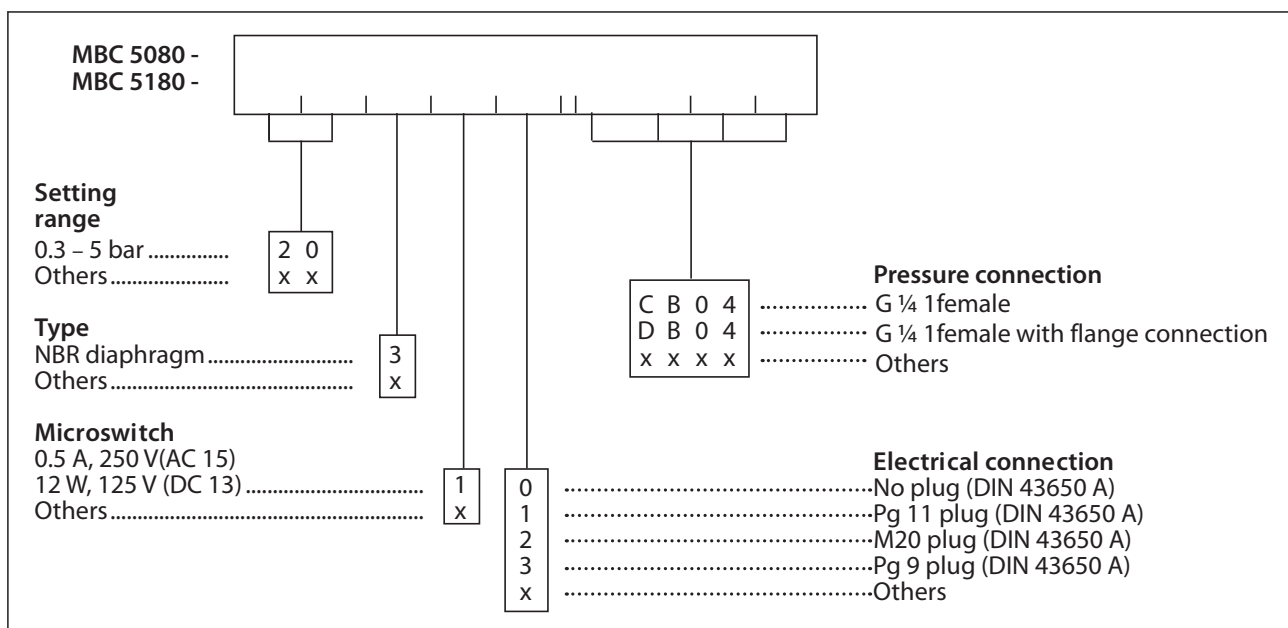 MBC 5080 -
MBC 5180 -
Setting
range
0.3 – 5 bar ............... 2 0
Others ...................... x x
Type
NBR diaphragm ........................... 3
Others ............................................. x
Microswitch
0.5 A, 250 V(AC 15)
12 W, 125 V (DC 13) ................................. 1
Others .......................................................... x
Pressure connection
C B 0 4 .................. G ¼ 1female
D B 0 4 .................. G ¼ 1female with flange connection
x x x x .................. Others
Electrical connection
0 .................................................. No plug (DIN 43650 A)
1 .................................................. Pg 11 plug (DIN 43650 A)
2 .................................................. M20 plug (DIN 43650 A)
3 .................................................. Pg 9 plug (DIN 43650 A)
x .................................................. Others